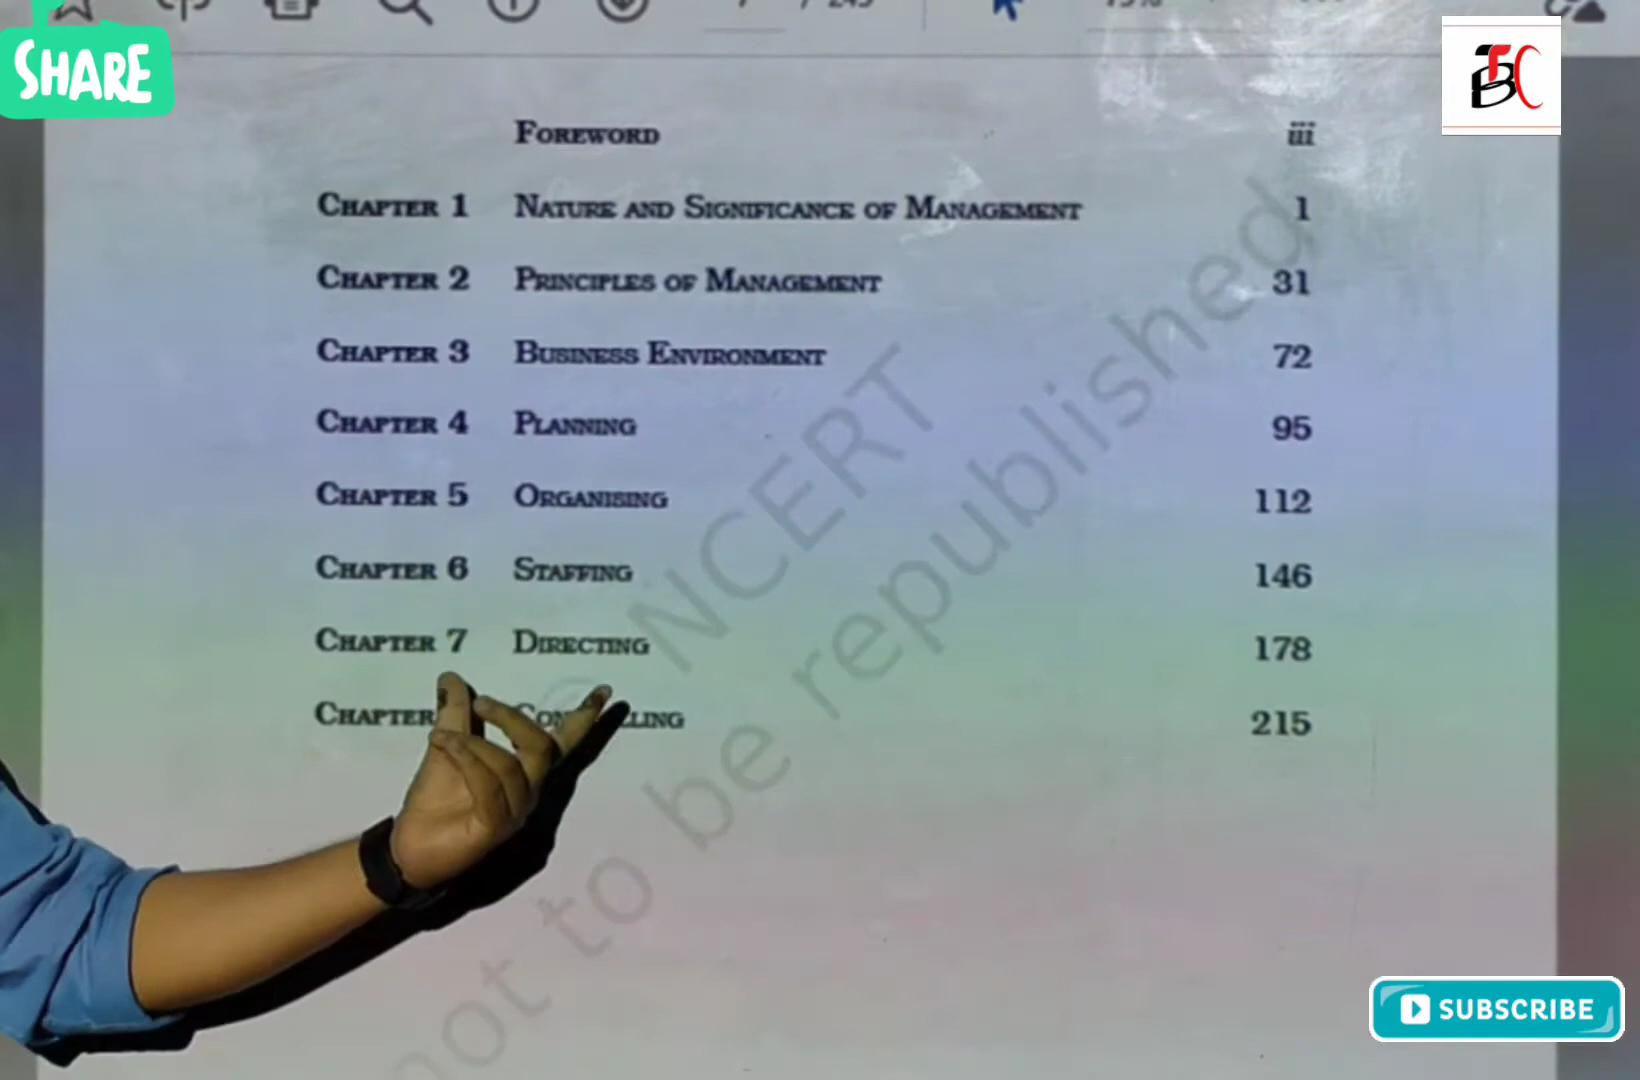 SHARE
75%
TBC
FOREWORD iii
CHAPTER 1 NATURE AND SIGNIFICANCE OF MANAGEMENT 1
CHAPTER 2 PRINCIPLES OF MANAGEMENT 31
CHAPTER 3 BUSINESS ENVIRONMENT 72
CHAPTER 4 PLANNING 95
CHAPTER 5 ORGANISING 112
CHAPTER 6 STAFFING 146
CHAPTER 7 DIRECTING 178
CHAPTER 215
© NCERT
not to be republished
SUBSCRIBE